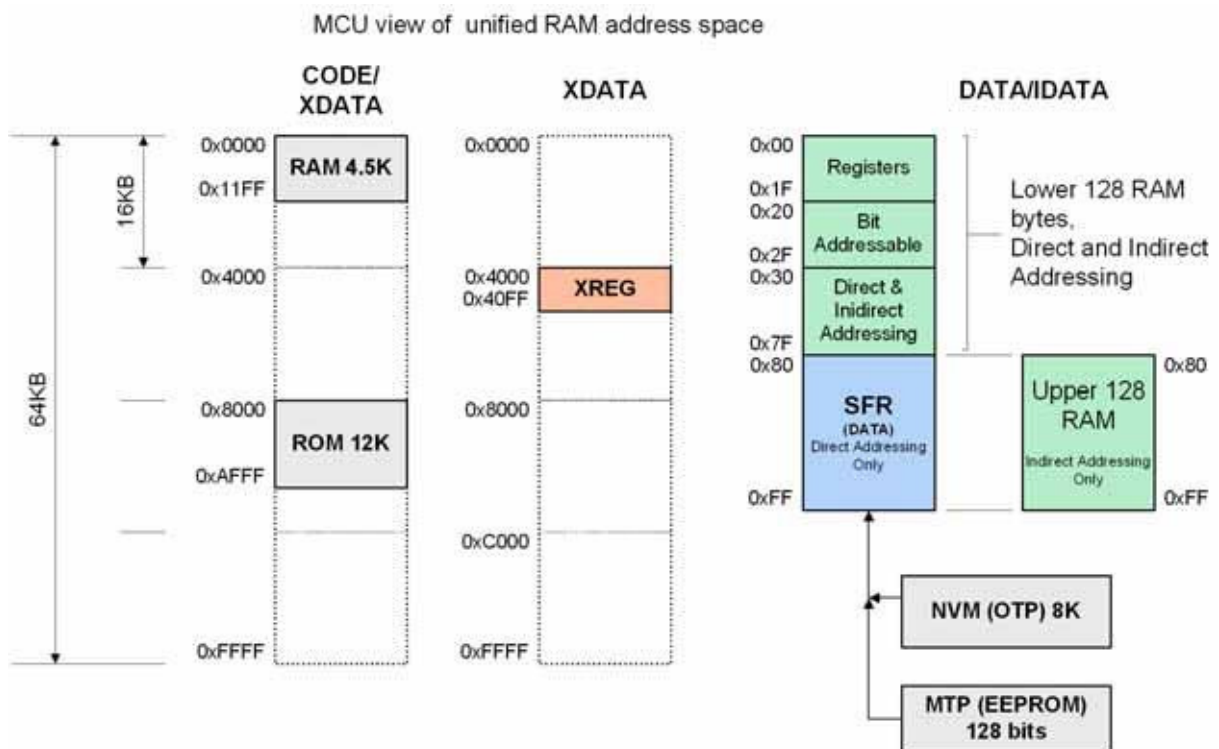 MCU view of unified RAM address space
CODE/
XDATA
XDATA
DATA/IDATA
64KB
16KB
0x0000
RAM 4.5K
0x11FF
0x4000
0x8000
ROM 12K
0xAFFF
0xFFFF
0x0000
0x4000
XREG
0x40FF
0x8000
0xC000
0xFFFF
0x00
Registers
0x1F
0x20
Bit
Addressable
0x2F
0x30
Direct &
Inidirect
Addressing
0x7F
0x80
SFR
(DATA)
Direct Addressing
Only
0xFF
Lower 128 RAM
bytes,
Direct and Indirect
Addressing
0x80
Upper 128
RAM
Indirect Addressing
Only
0xFF
NVM (OTP) 8K
MTP (EEPROM)
128 bits